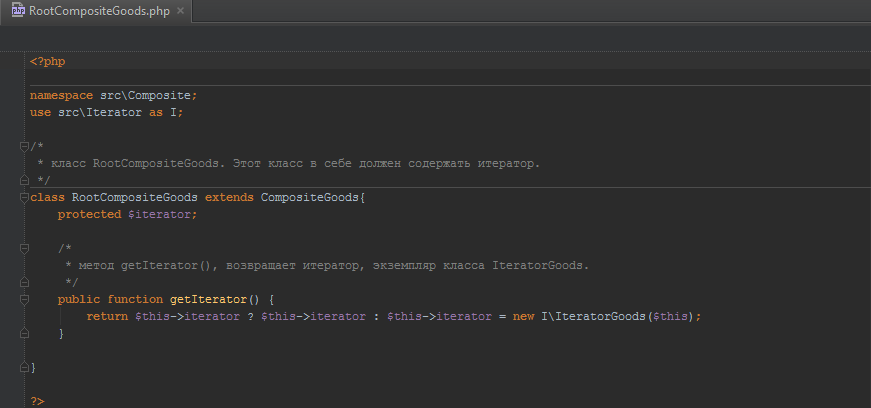 php RootCompositeGoods.php ×
<?php
namespace src\Composite;
use src\Iterator as I;
/*
* класс RootCompositeGoods. Этот класс в себе должен содержать итератор.
*/
class RootCompositeGoods extends CompositeGoods{
protected $iterator;
/*
* метод getIterator(), возвращает итератор, экземпляр класса IteratorGoods.
*/
public function getIterator() {
return $this->iterator ? $this->iterator : $this->iterator = new I\IteratorGoods($this);
}
}
?>